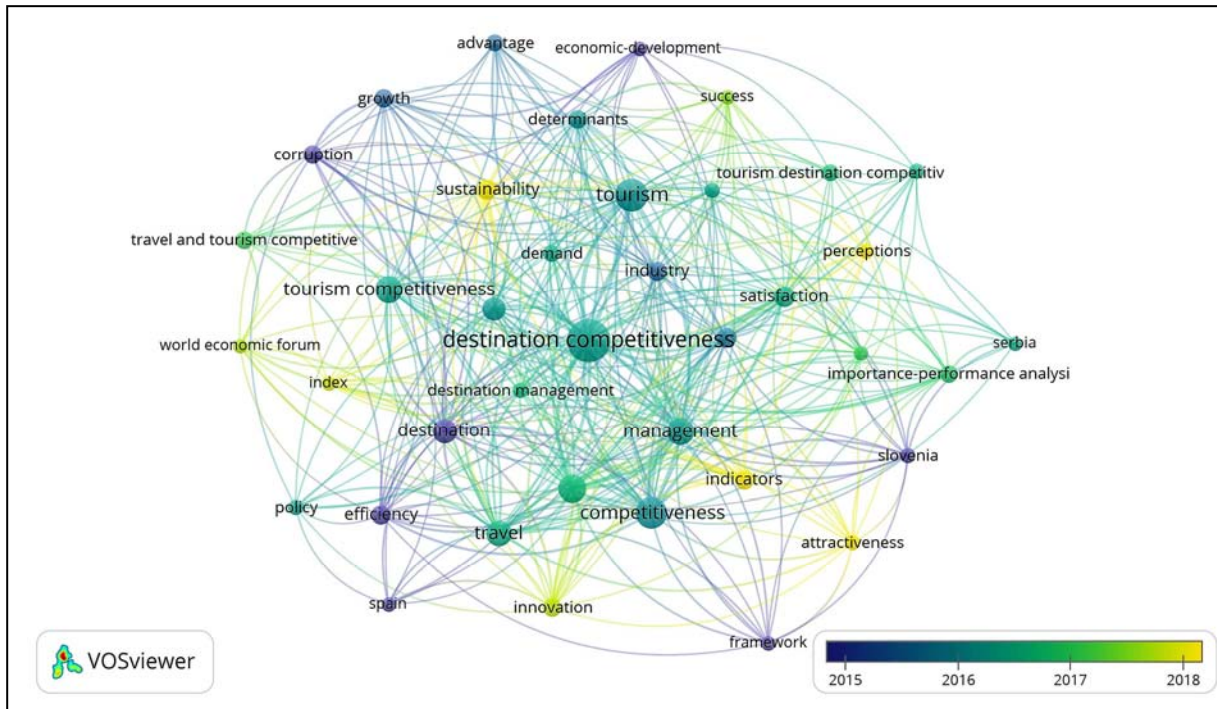 advantage
economic-development
growth
success
determinants
corruption
tourism destination competitiv
sustainability
tourism
travel and tourism competitive
demand
perceptions
industry
tourism competitiveness
satisfaction
destination competitiveness
world economic forum
serbia
importance-performance analysi
index
destination management
destination
management
slovenia
indicators
policy
efficiency
competitiveness
travel
attractiveness
spain
innovation
framework
VOSviewer
2015 2016 2017 2018